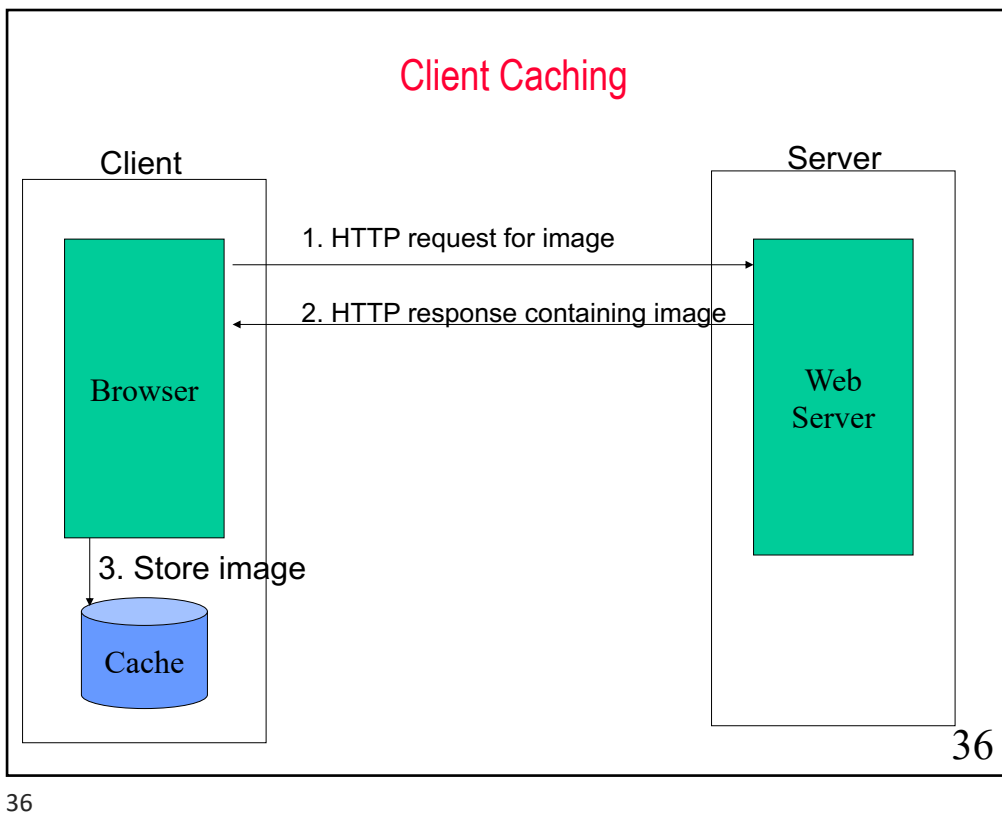 Client Caching
Client
Server
1. HTTP request for image
2. HTTP response containing image
Browser
Web
Server
3. Store image
Cache
36
36